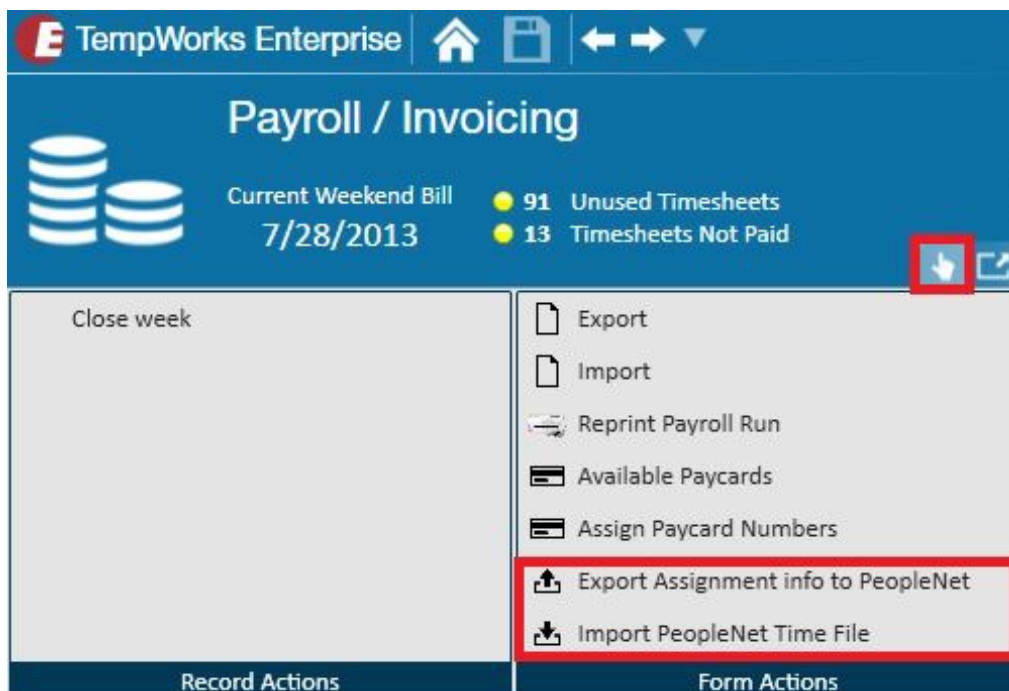 TempWorks Enterprise
Payroll / Invoicing
Current Weekend Bill
7/28/2013
91 Unused Timesheets
13 Timesheets Not Paid
Close week
Record Actions
Export
Import
Reprint Payroll Run
Available Paycards
Assign Paycard Numbers
Export Assignment info to PeopleNet
Import PeopleNet Time File
Form Actions